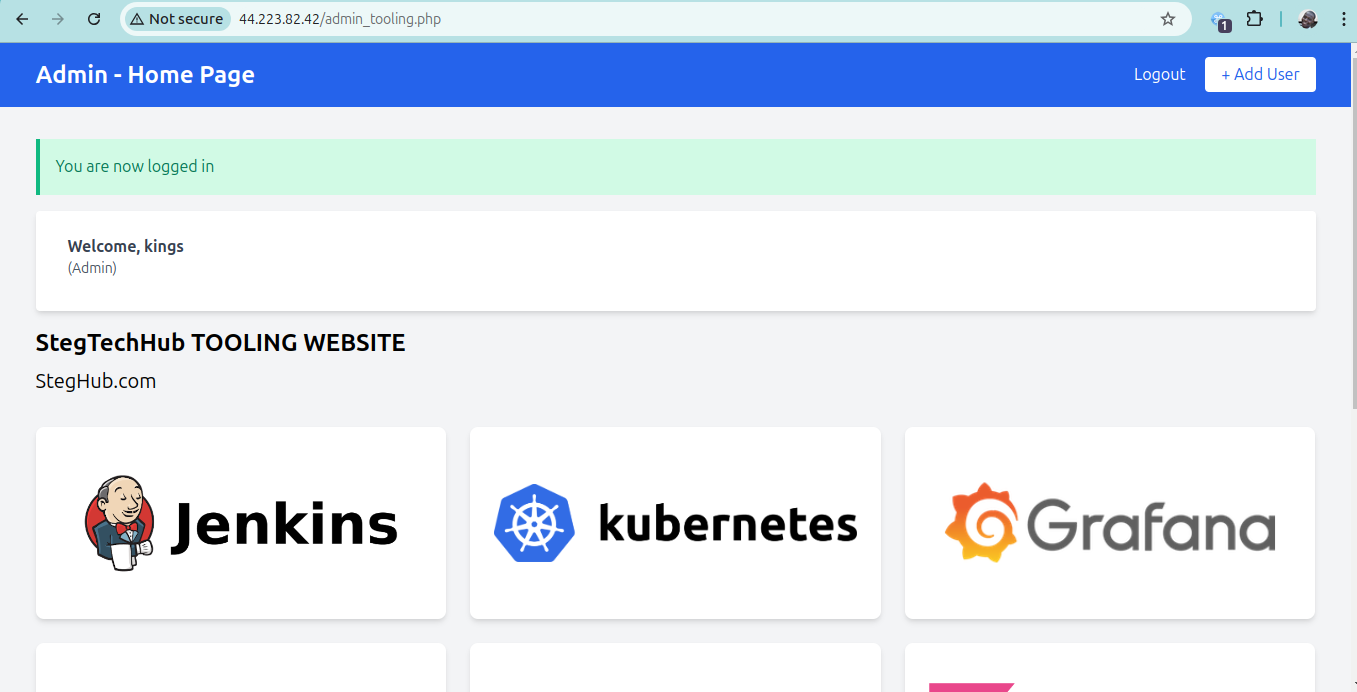 Not secure 44.223.82.42/admin_tooling.php
1
Admin - Home Page
Logout
+ Add User
You are now logged in
Welcome, kings
(Admin)
StegTechHub TOOLING WEBSITE
StegHub.com
Jenkins
kubernetes
Grafana